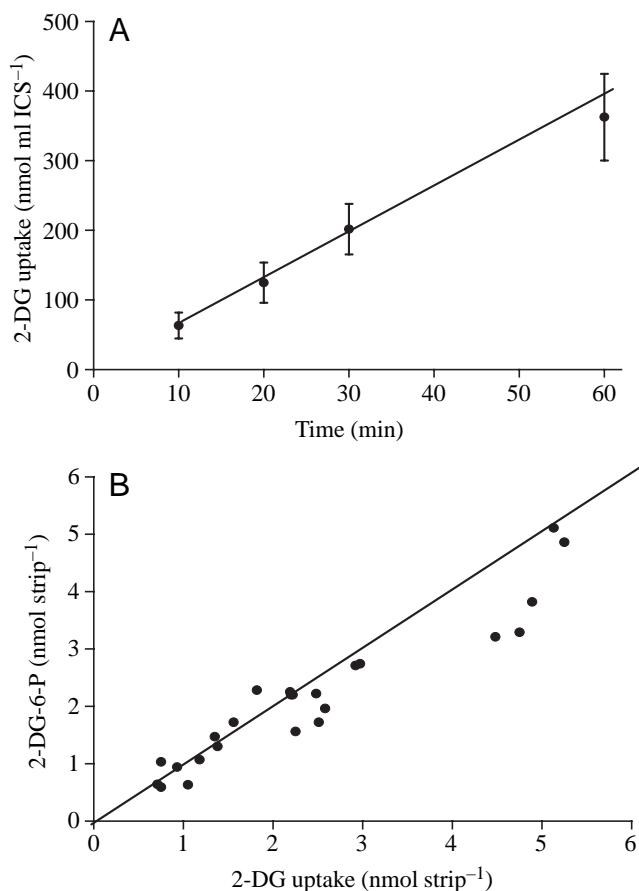 A
2-DG uptake (nmol ml ICS⁻¹)
500
400
300
200
100
0
0 10 20 30 40 50 60
Time (min)
B
2-DG-6-P (nmol strip⁻¹)
6
5
4
3
2
1
0
0 1 2 3 4 5 6
2-DG uptake (nmol strip⁻¹)